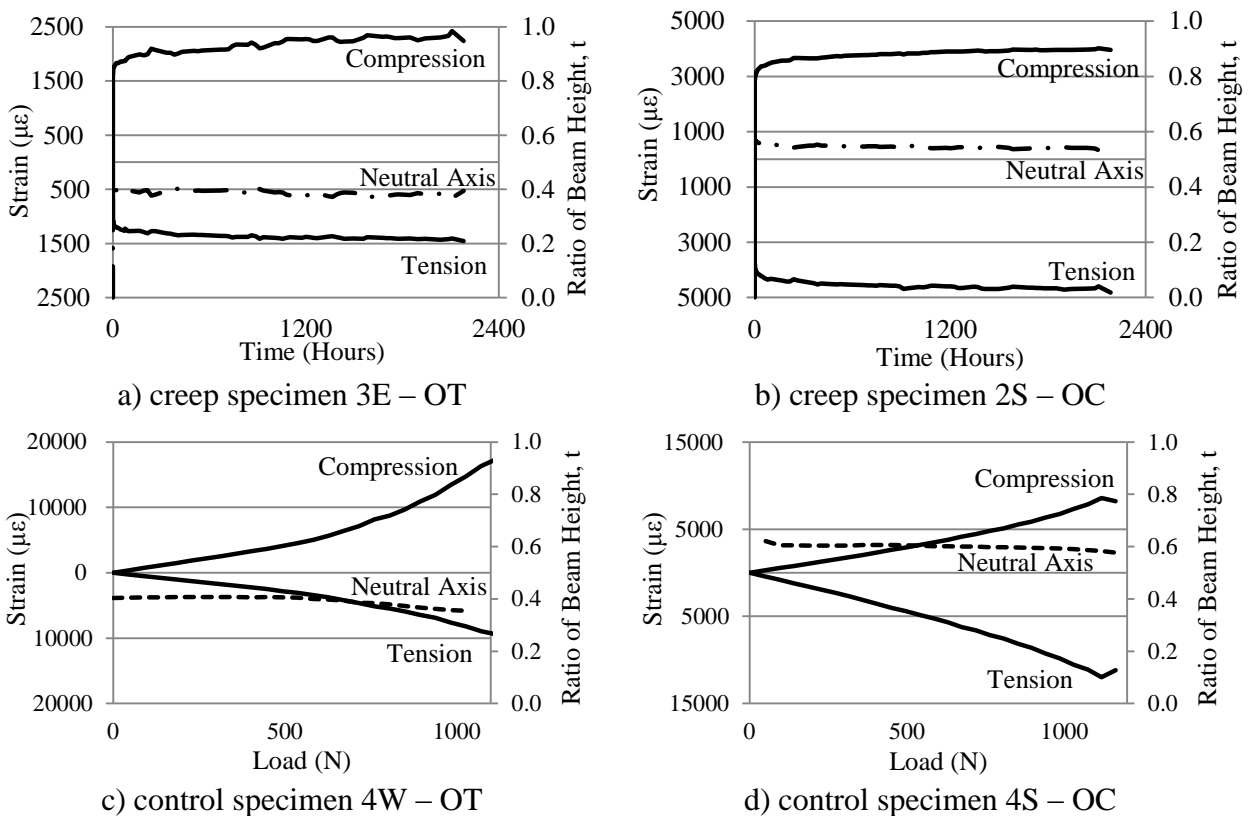 2500
1500
500
500
1500
2500
Strain (με)
1.0
0.8
0.6
0.4
0.2
0.0
Ratio of Beam Height, t
Compression
Neutral Axis
Tension
0
1200
2400
Time (Hours)
a) creep specimen 3E – OT
5000
3000
1000
1000
3000
5000
Strain (με)
1.0
0.8
0.6
0.4
0.2
0.0
Ratio of Beam Height, t
Compression
Neutral Axis
Tension
0
1200
2400
Time (Hours)
b) creep specimen 2S – OC
20000
10000
0
10000
20000
Strain (με)
1.0
0.8
0.6
0.4
0.2
0.0
Ratio of Beam Height, t
Compression
Neutral Axis
Tension
0
500
1000
Load (N)
c) control specimen 4W – OT
15000
5000
5000
15000
Strain (με)
1.0
0.8
0.6
0.4
0.2
0.0
Ratio of Beam Height, t
Compression
Neutral Axis
Tension
0
500
1000
Load (N)
d) control specimen 4S – OC